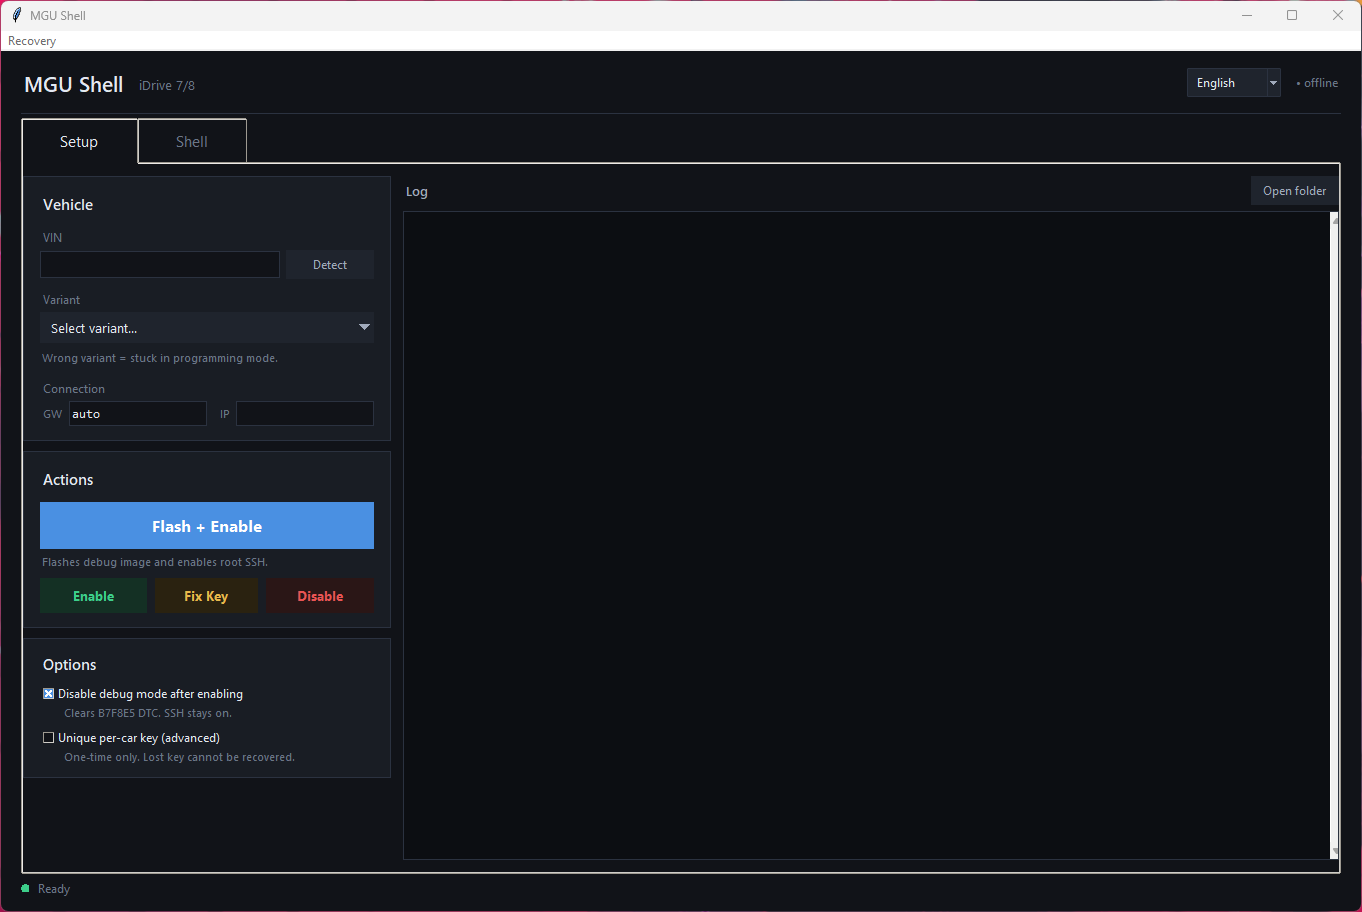 MGU Shell
Recovery
MGU Shell iDrive 7/8
English • offline
Setup Shell
Vehicle
VIN
Detect
Variant
Select variant...
Wrong variant = stuck in programming mode.
Connection
GW auto IP
Actions
Flash + Enable
Flashes debug image and enables root SSH.
Enable Fix Key Disable
Options
Disable debug mode after enabling
Clears B7F8E5 DTC. SSH stays on.
Unique per-car key (advanced)
One-time only. Lost key cannot be recovered.
Log Open folder
Ready